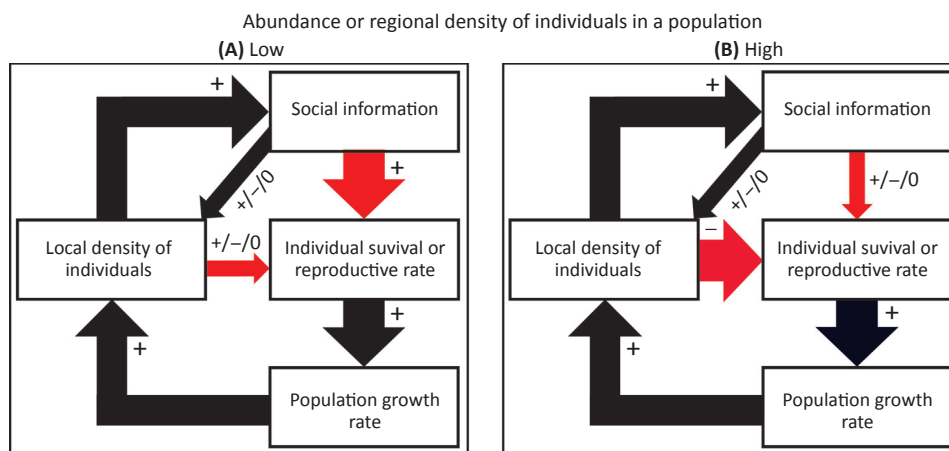 Abundance or regional density of individuals in a population
(A) Low
(B) High
+
Social information
+/−/0
+
Local density of
individuals
+/−/0
Individual suvival or
reproductive rate
+
+
Population growth
rate
+
Social information
+/−/0
+/−/0
Local density of
individuals
−
Individual suvival or
reproductive rate
+
+
Population growth
rate